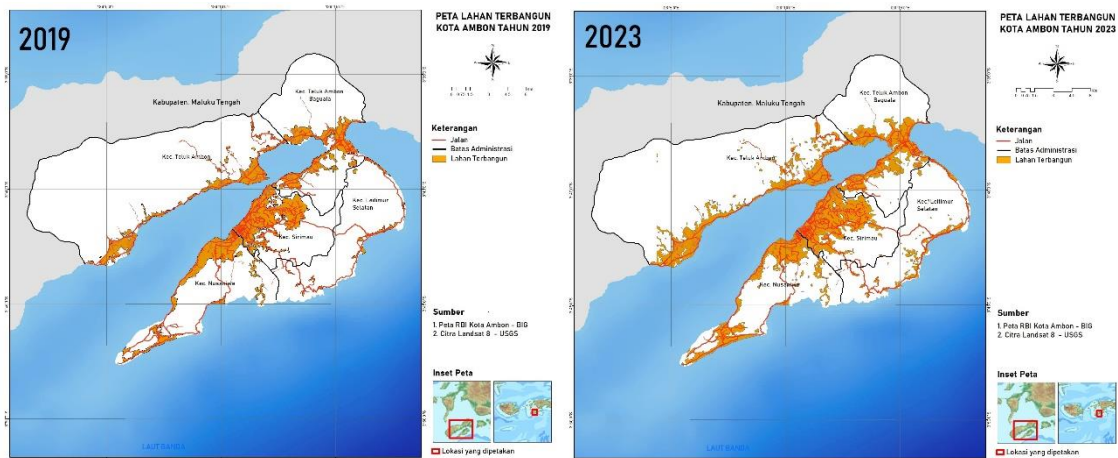 2019
PETA LAHAN TERBANGUN
KOTA AMBON TAHUN 2019
Kec. Teluk Ambon
Baguala
Kabupaten. Maluku Tengah
Kec. Teluk Ambon
Kec. Leitimur
Selatan
Kec. Sirimau
Kec. Nusaniwe
LAUT BANDA
Keterangan
Jalan
Batas Administrasi
Lahan Terbangun
Sumber
1. Peta RBI Kota Ambon - BIG
2. Citra Landset 8 - USGS
Inset Peta
Lokasi yang dipetakan
2023
PETA LAHAN TERBANGUN
KOTA AMBON TAHUN 2023
Kec. Teluk Ambon
Baguala
Kabupaten. Maluku Tengah
Kec. Teluk Ambon
Kec. Leitimur
Selatan
Kec. Sirimau
Kec. Nusaniwe
LAUT BANDA
Keterangan
Jalan
Batas Administrasi
Lahan Terbangun
Sumber
1. Peta RBI Kota Ambon - BIG
2. Citra Landset 8 - USGS
Inset Peta
Lokasi yang dipetakan